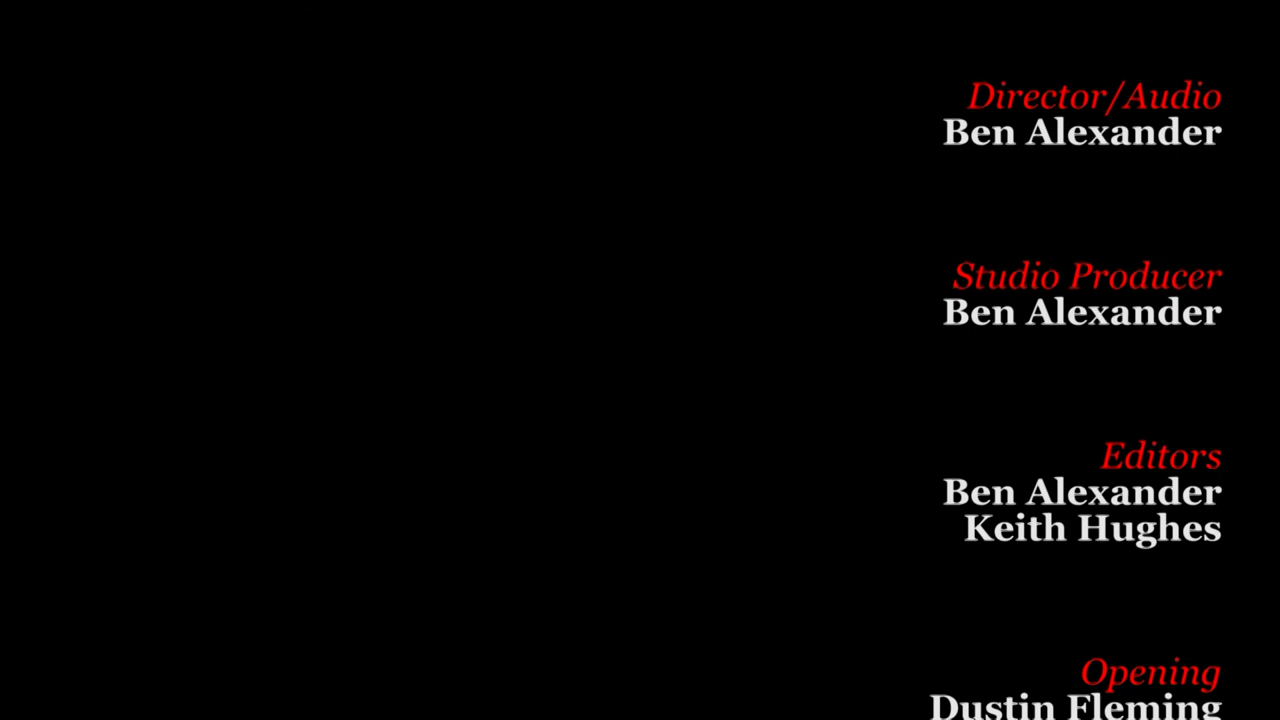 Director/Audio
Ben Alexander
Studio Producer
Ben Alexander
Editors
Ben Alexander
Keith Hughes
Opening
Dustin Fleming